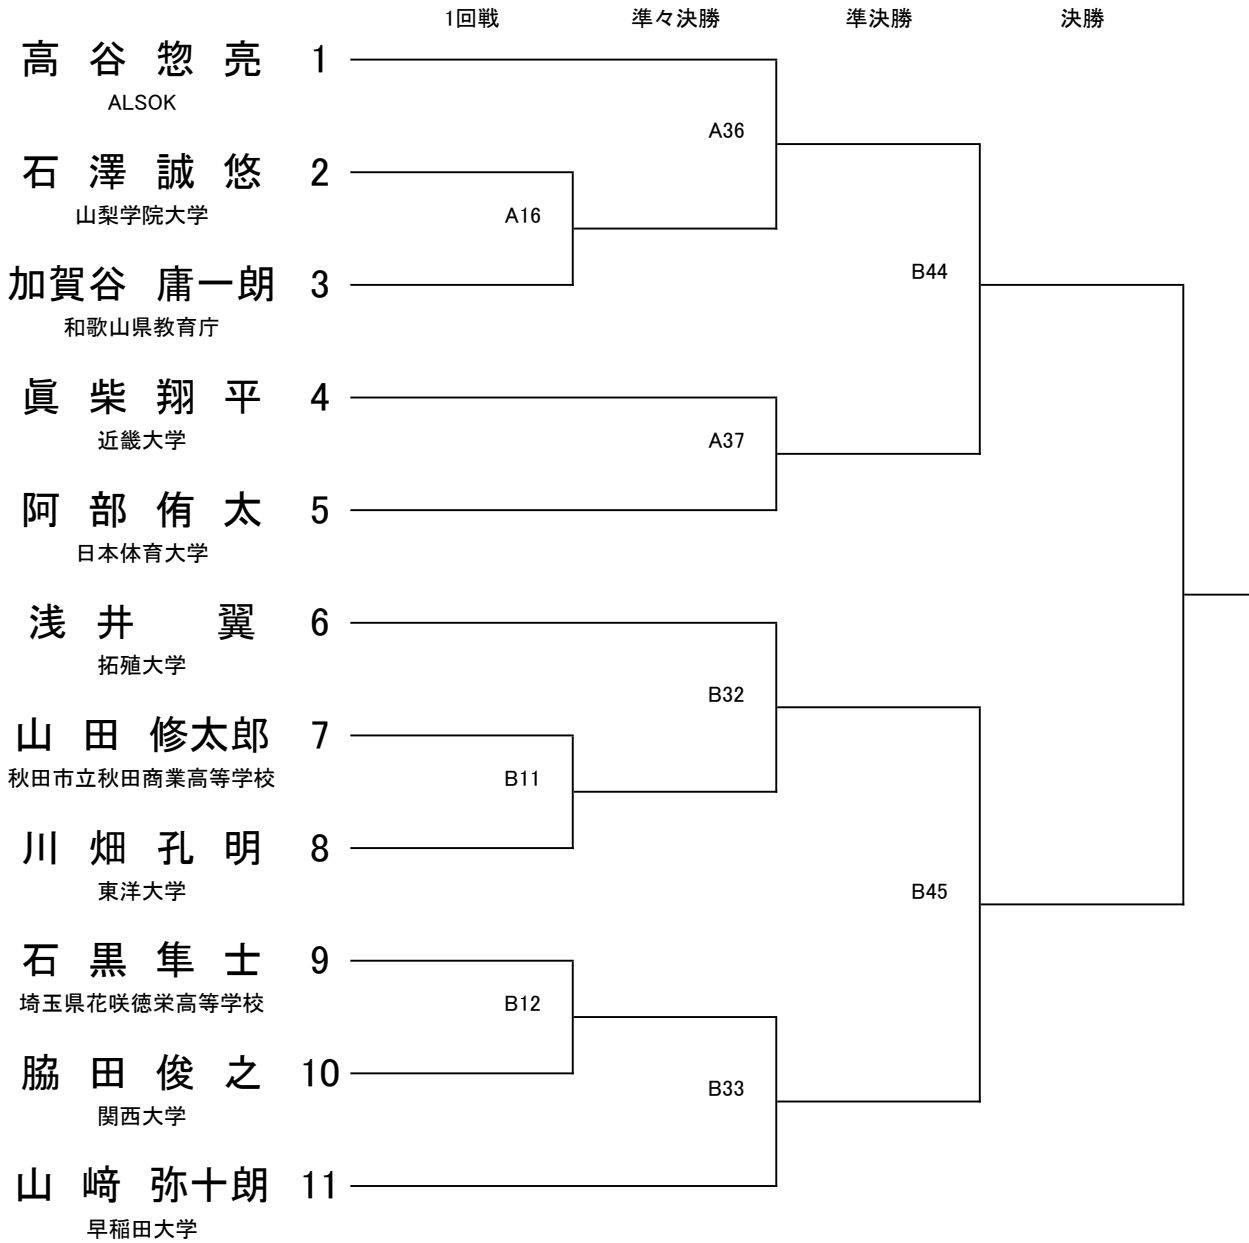 1回戦 準々決勝 準決勝 決勝
高谷惣亮 1
ALSOK
A36
石澤誠悠 2
山梨学院大学
A16
加賀谷 庸一朗 3
B44
和歌山県教育庁
眞柴翔平 4
近畿大学
A37
阿部侑太 5
日本体育大学
浅井 翼 6
拓殖大学
B32
山田 修太郎 7
秋田市立秋田商業高等学校
B11
川畑孔明 8
東洋大学
B45
石黒隼士 9
埼玉県花咲徳栄高等学校
B12
脇田俊之 10
関西大学
B33
山﨑 弥十朗 11
早稲田大学